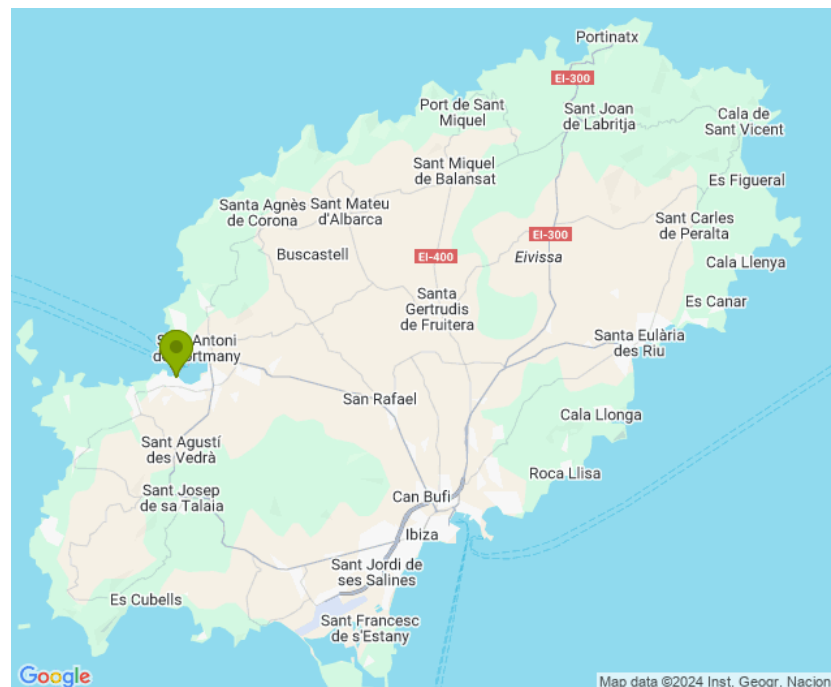 Portinatx
EI-300
Port de Sant
Miquel
Sant Joan
de Labritja
Cala de
Sant Vicent
Sant Miquel
de Balansat
Es Figueral
Santa Agnès
de Corona
Sant Mateu
d'Albarca
Sant Carles
de Peralta
EI-300
Buscastell
EI-400
Eivissa
Cala Llenya
Santa
Gertrudis
de Fruitera
Es Canar
Santa Eulària
des Riu
Antoni
San Rafael
Cala Llonga
Sant Agustí
des Vedrà
Roca Llisa
Sant Josep
de sa Talaia
Can Bufi
Ibiza
Sant Jordi de
ses Salines
Es Cubells
Sant Francesc
de s'Estany
Google
Map data ©2024 Inst. Geogr. Nacion